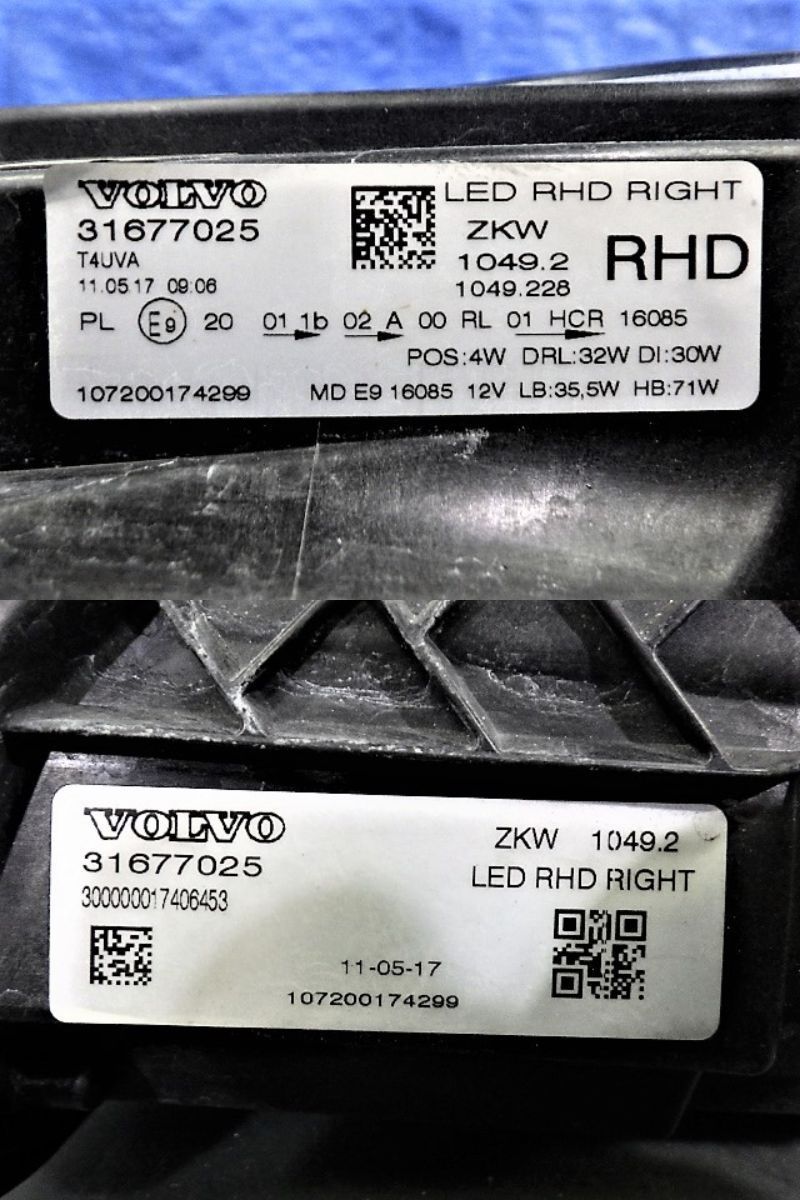 VOLVO
31677025
T4UVA
11.05.17 09:06
LED RHD RIGHT
ZKW
1049.2
1049.228
RHD
PL E9 20 01 1b 02 A 00 RL 01 HCR 16085
POS:4W DRL:32W DI:30W
107200174299 MD E9 16085 12V LB:35,5W HB:71W
VOLVO
31677025
300000017406453
ZKW 1049.2
LED RHD RIGHT
11-05-17
107200174299